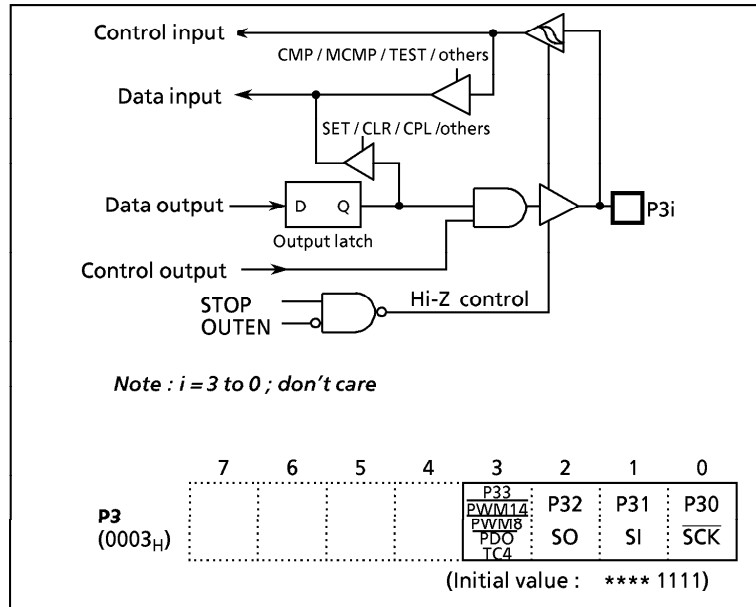 Control input
CMP / MCMP / TEST / others
Data input
SET / CLR / CPL /others
Data output
D Q
P3i
Output latch
Control output
STOP
OUTEN
Hi-Z control
Note : i = 3 to 0 ; don't care
7 6 5 4 3 2 1 0
P3
(0003H)
P33
PWM14
PWM8
PDO
TC4
P32
SO
P31
SI
P30
SCK
(Initial value : **** 1111)